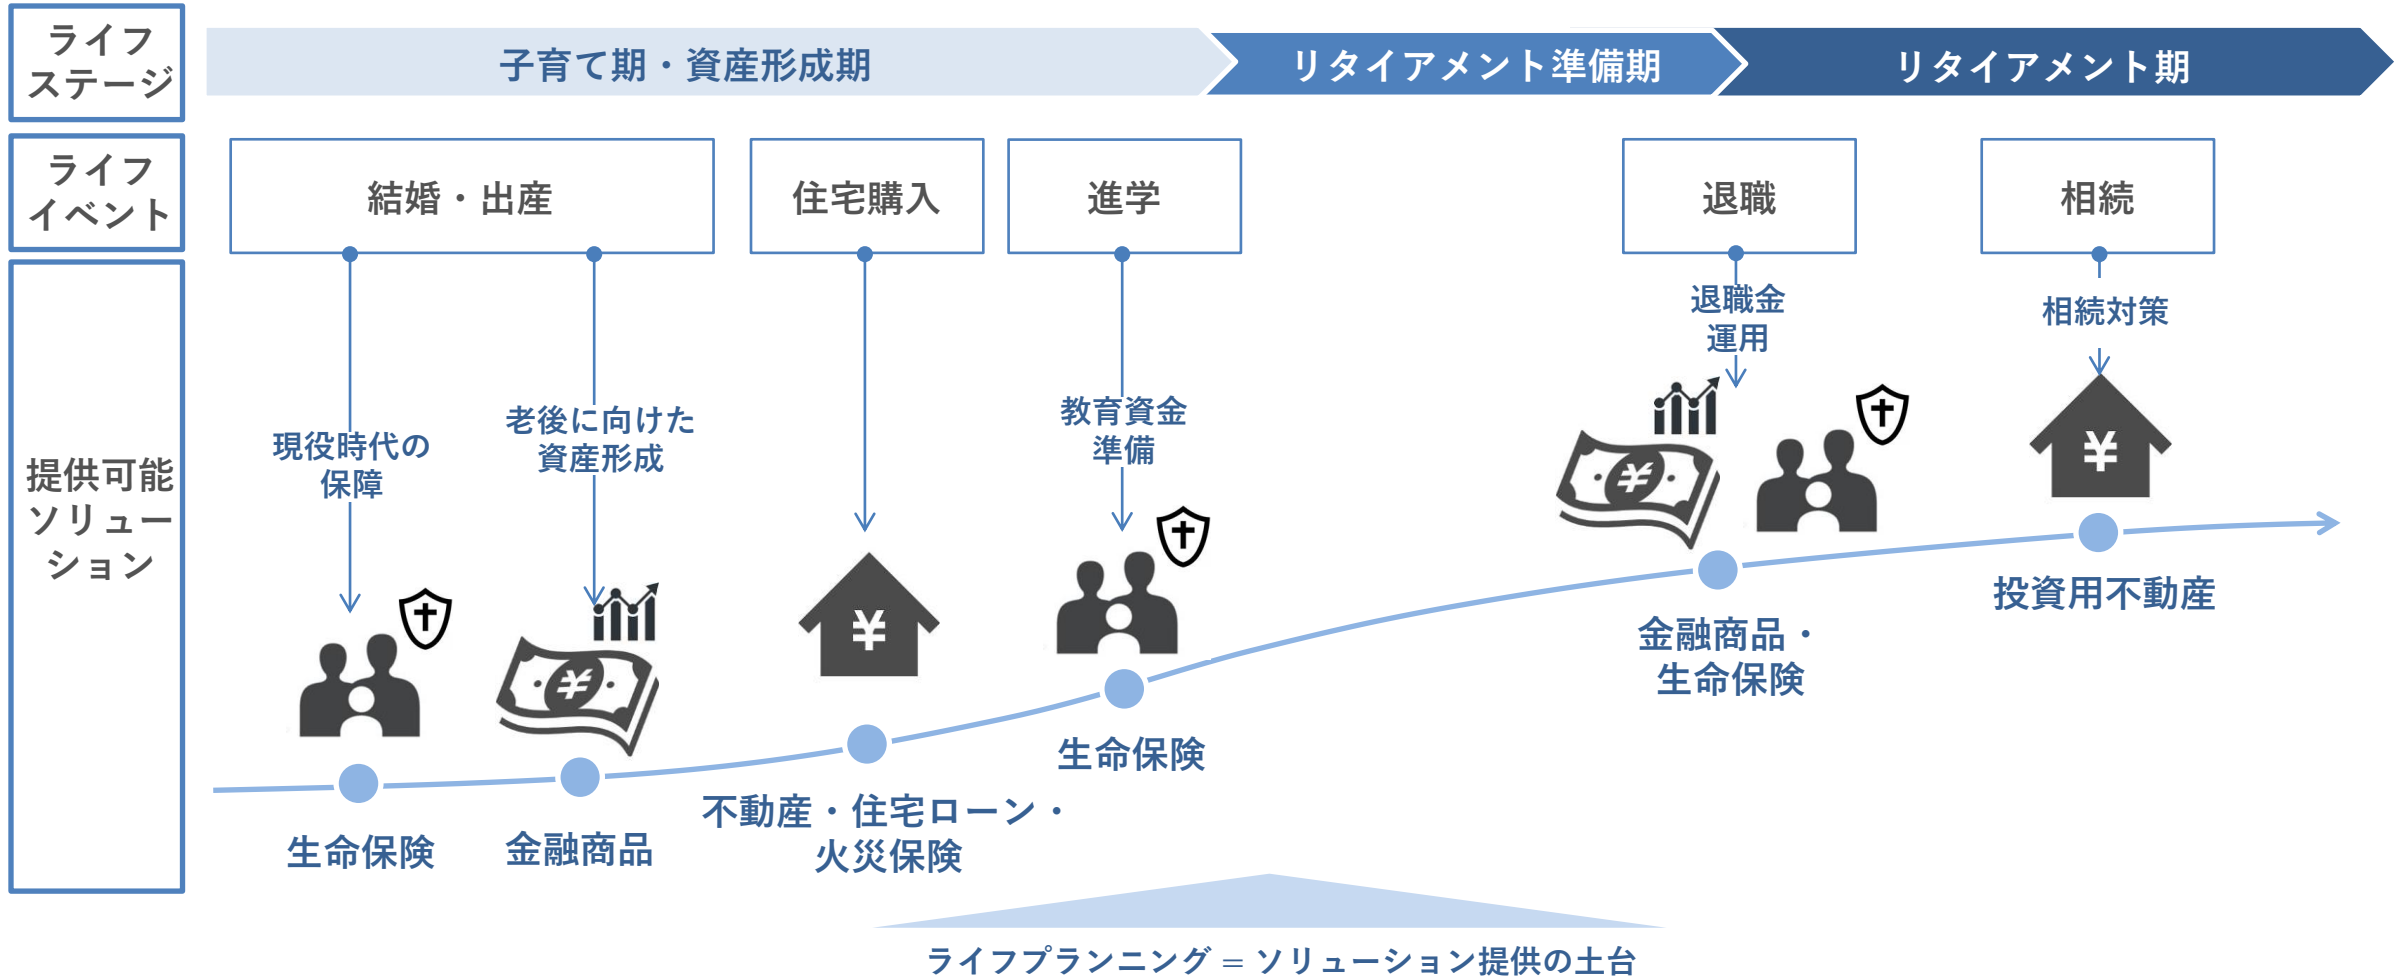 ライフ
ステージ
子育て期・資産形成期
リタイアメント準備期
リタイアメント期
ライフ
イベント
結婚・出産
住宅購入
進学
退職
相続
提供可能
ソリュー
ション
現役時代の
保障
老後に向けた
資産形成
教育資金
準備
退職金
運用
相続対策
¥
¥
¥
¥
生命保険
金融商品
不動産・住宅ローン・
火災保険
生命保険
金融商品・
生命保険
投資用不動産
ライフプランニング = ソリューション提供の土台